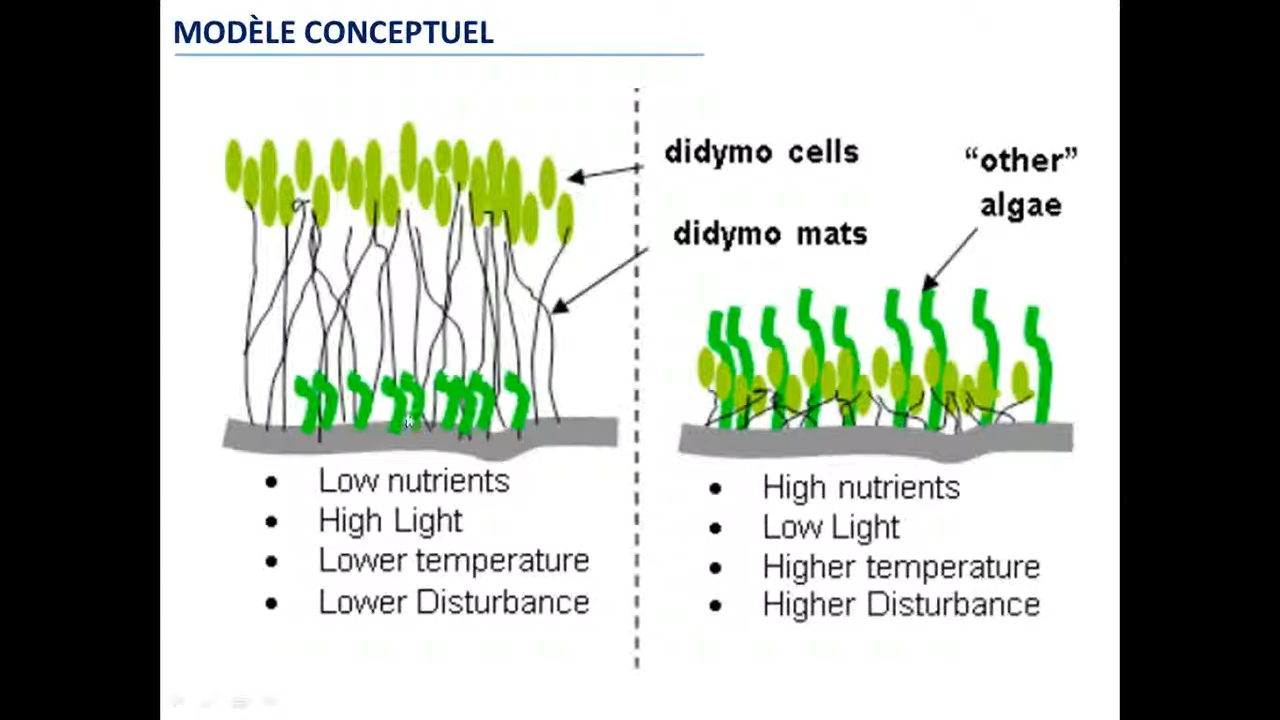 MODÈLE CONCEPTUEL
didymo cells
"other"
algae
didymo mats
• Low nutrients
• High Light
• Lower temperature
• Lower Disturbance
• High nutrients
• Low Light
• Higher temperature
• Higher Disturbance